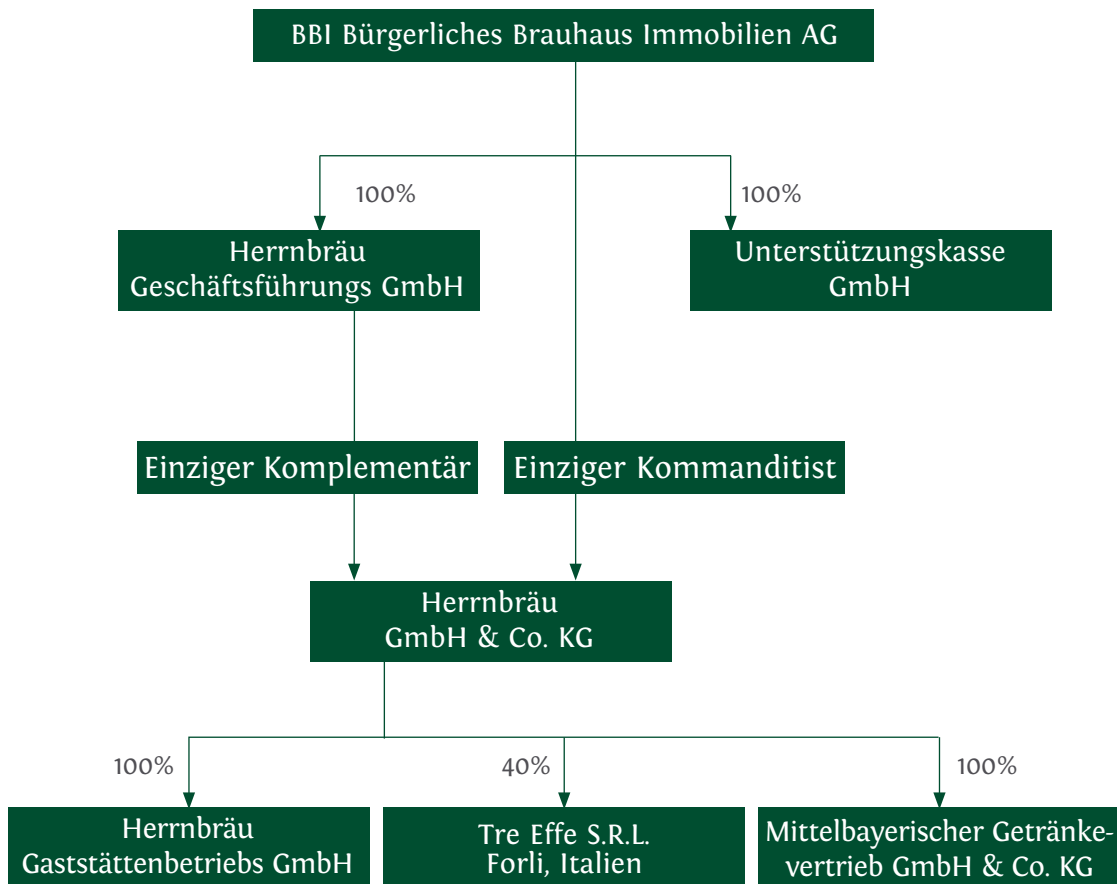 BBI Bürgerliches Brauhaus Immobilien AG
100%
100%
Herrnbräu
Geschäftsführungs GmbH
Unterstützungskasse
GmbH
Einziger Komplementär
Einziger Kommanditist
Herrnbräu
GmbH & Co. KG
100%
40%
100%
Herrnbräu
Gaststättenbetriebs GmbH
Tre Effe S.R.L.
Forli, Italien
Mittelbayerischer Getränke-
vertrieb GmbH & Co. KG